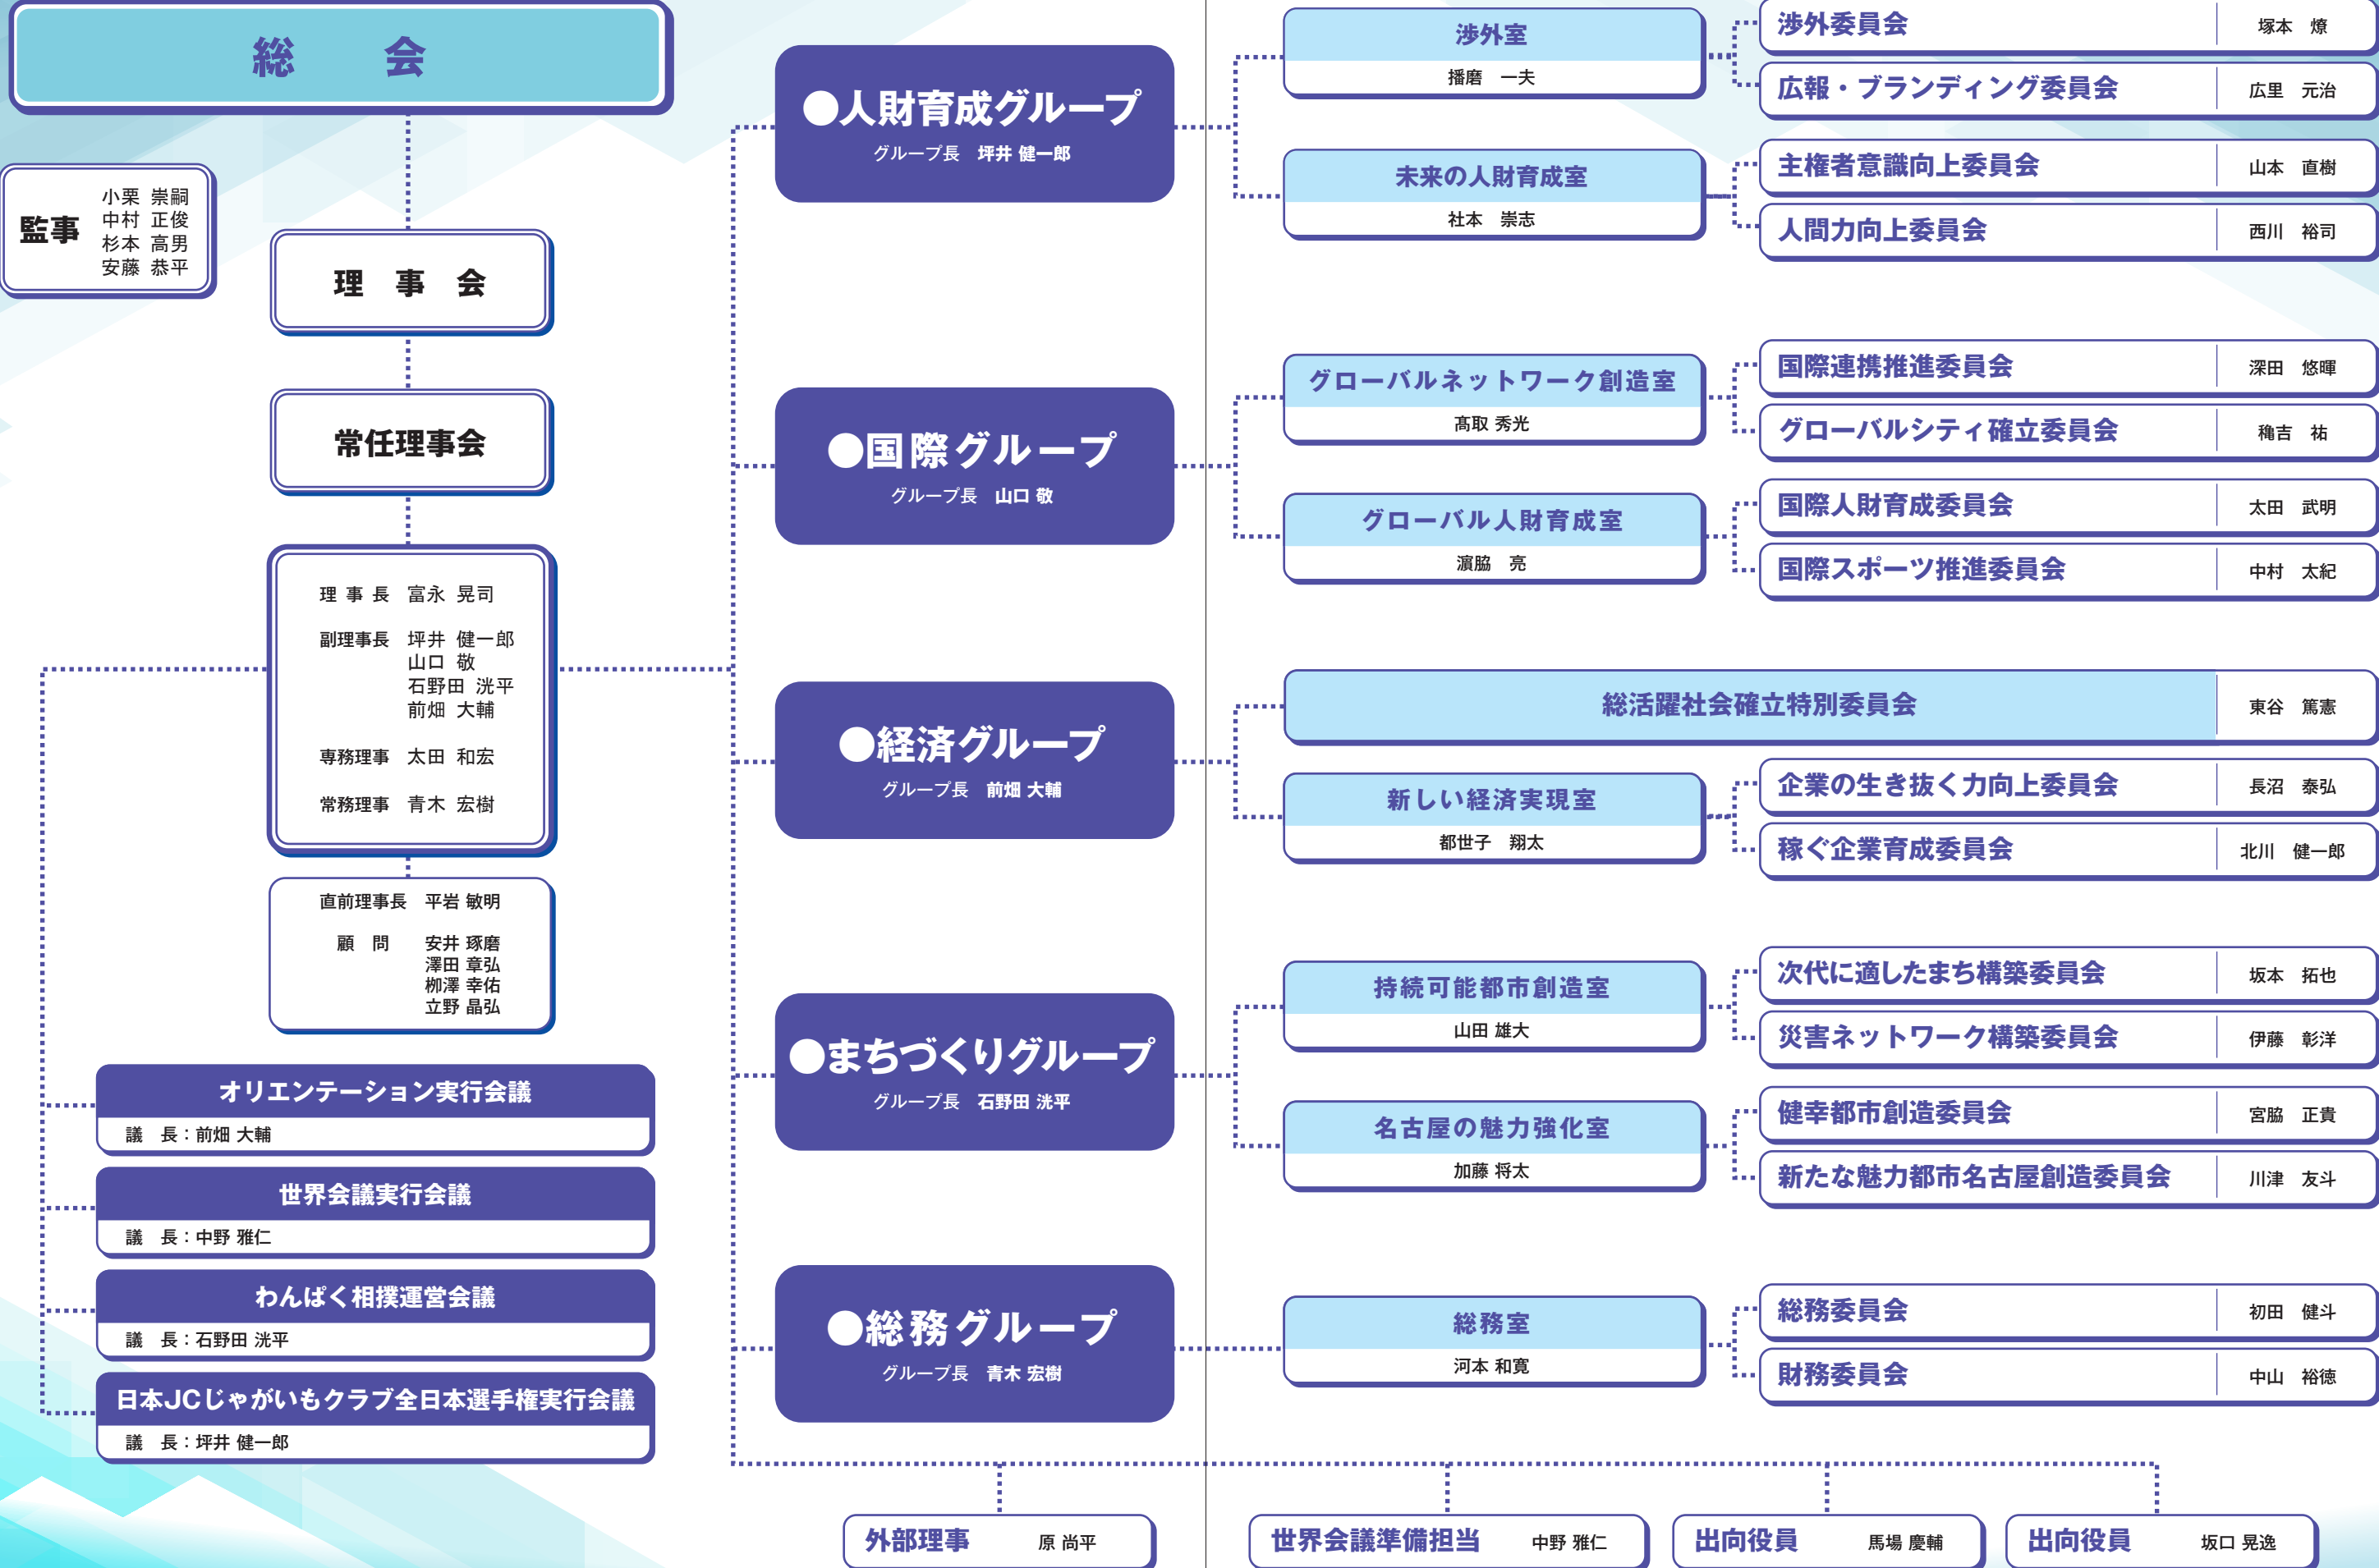 総　会
監事
小栗 崇嗣
中村 正俊
杉本 高男
安藤 恭平
理　事　会
常任理事会
理 事 長　富永 晃司
副理事長　坪井 健一郎
山口 敬
石野田 洸平
前畑 大輔
専務理事　太田 和宏
常務理事　青木 宏樹
直前理事長　平岩 敏明
顧　問　安井 琢磨
澤田 章弘
栁澤 幸佑
立野 晶弘
オリエンテーション実行会議
議　長：前畑 大輔
世界会議実行会議
議　長：中野 雅仁
わんぱく相撲運営会議
議　長：石野田 洸平
日本JCじゃがいもクラブ全日本選手権実行会議
議　長：坪井 健一郎
●人財育成グループ
グループ長　坪井 健一郎
渉外室
播磨　一夫
渉外委員会　塚本　燎
広報・ブランディング委員会　広里　元治
未来の人財育成室
社本　崇志
主権者意識向上委員会　山本　直樹
人間力向上委員会　西川　裕司
●国際グループ
グループ長　山口 敬
グローバルネットワーク創造室
髙取 秀光
国際連携推進委員会　深田　悠暉
グローバルシティ確立委員会　穐吉　祐
グローバル人財育成室
濵脇　亮
国際人財育成委員会　太田　武明
国際スポーツ推進委員会　中村　太紀
●経済グループ
グループ長　前畑 大輔
総活躍社会確立特別委員会　東谷　篤憲
新しい経済実現室
都世子　翔太
企業の生き抜く力向上委員会　長沼　泰弘
稼ぐ企業育成委員会　北川　健一郎
●まちづくりグループ
グループ長　石野田 洸平
持続可能都市創造室
山田 雄大
次代に適したまち構築委員会　坂本　拓也
災害ネットワーク構築委員会　伊藤　彰洋
名古屋の魅力強化室
加藤 将太
健幸都市創造委員会　宮脇　正貴
新たな魅力都市名古屋創造委員会　川津　友斗
●総務グループ
グループ長　青木 宏樹
総務室
河本 和寛
総務委員会　初田　健斗
財務委員会　中山　裕徳
外部理事　原 尚平
世界会議準備担当　中野 雅仁
出向役員　馬場 慶輔
出向役員　坂口 晃逸